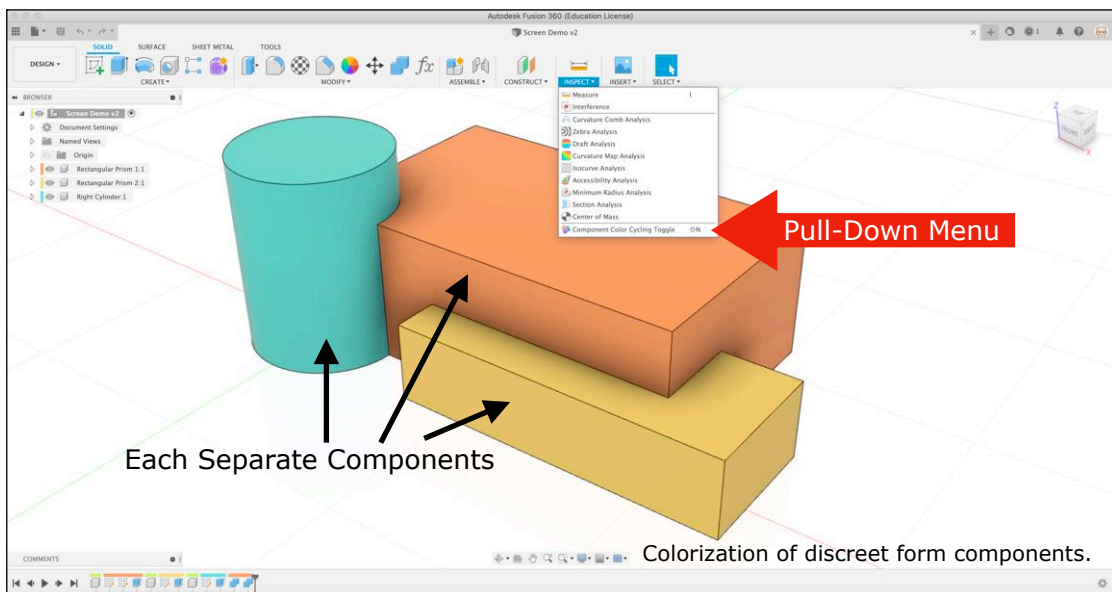 Autodesk Fusion 360 (Education License)
Screen Demo v2
1
SOLID SURFACE SHEET METAL TOOLS
DESIGN
fx
CREATE MODIFY ASSEMBLE CONSTRUCT INSPECT INSERT SELECT
BROWSER
Screen Demo v2
Document Settings
Named Views
Origin
Rectangular Prism 1:1
Rectangular Prism 2:1
Right Cylinder:1
Measure I
Interference
Curvature Comb Analysis
Zebra Analysis
Draft Analysis
Curvature Map Analysis
Isocurve Analysis
Accessibility Analysis
Minimum Radius Analysis
Section Analysis
Center of Mass
Component Color Cycling Toggle ⇧N
Pull-Down Menu
Z
FRONT
X
Each Separate Components
Colorization of discreet form components.
COMMENTS